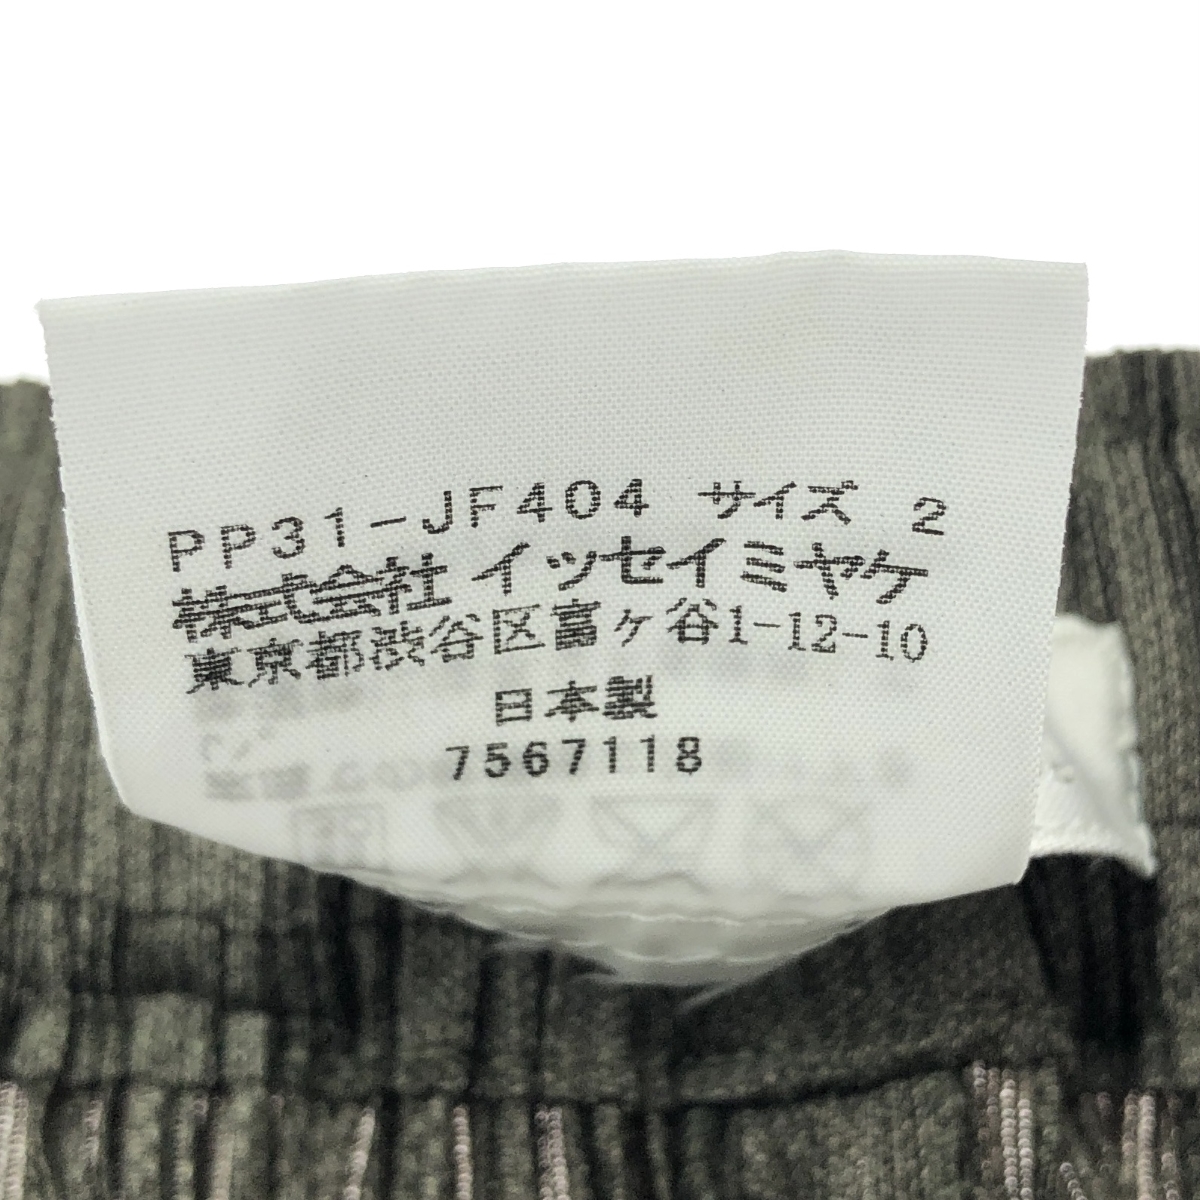 PP31-JF404 サイズ 2
株式会社 イッセイミヤケ
東京都渋谷区富ヶ谷1-12-10
日本製
7567118